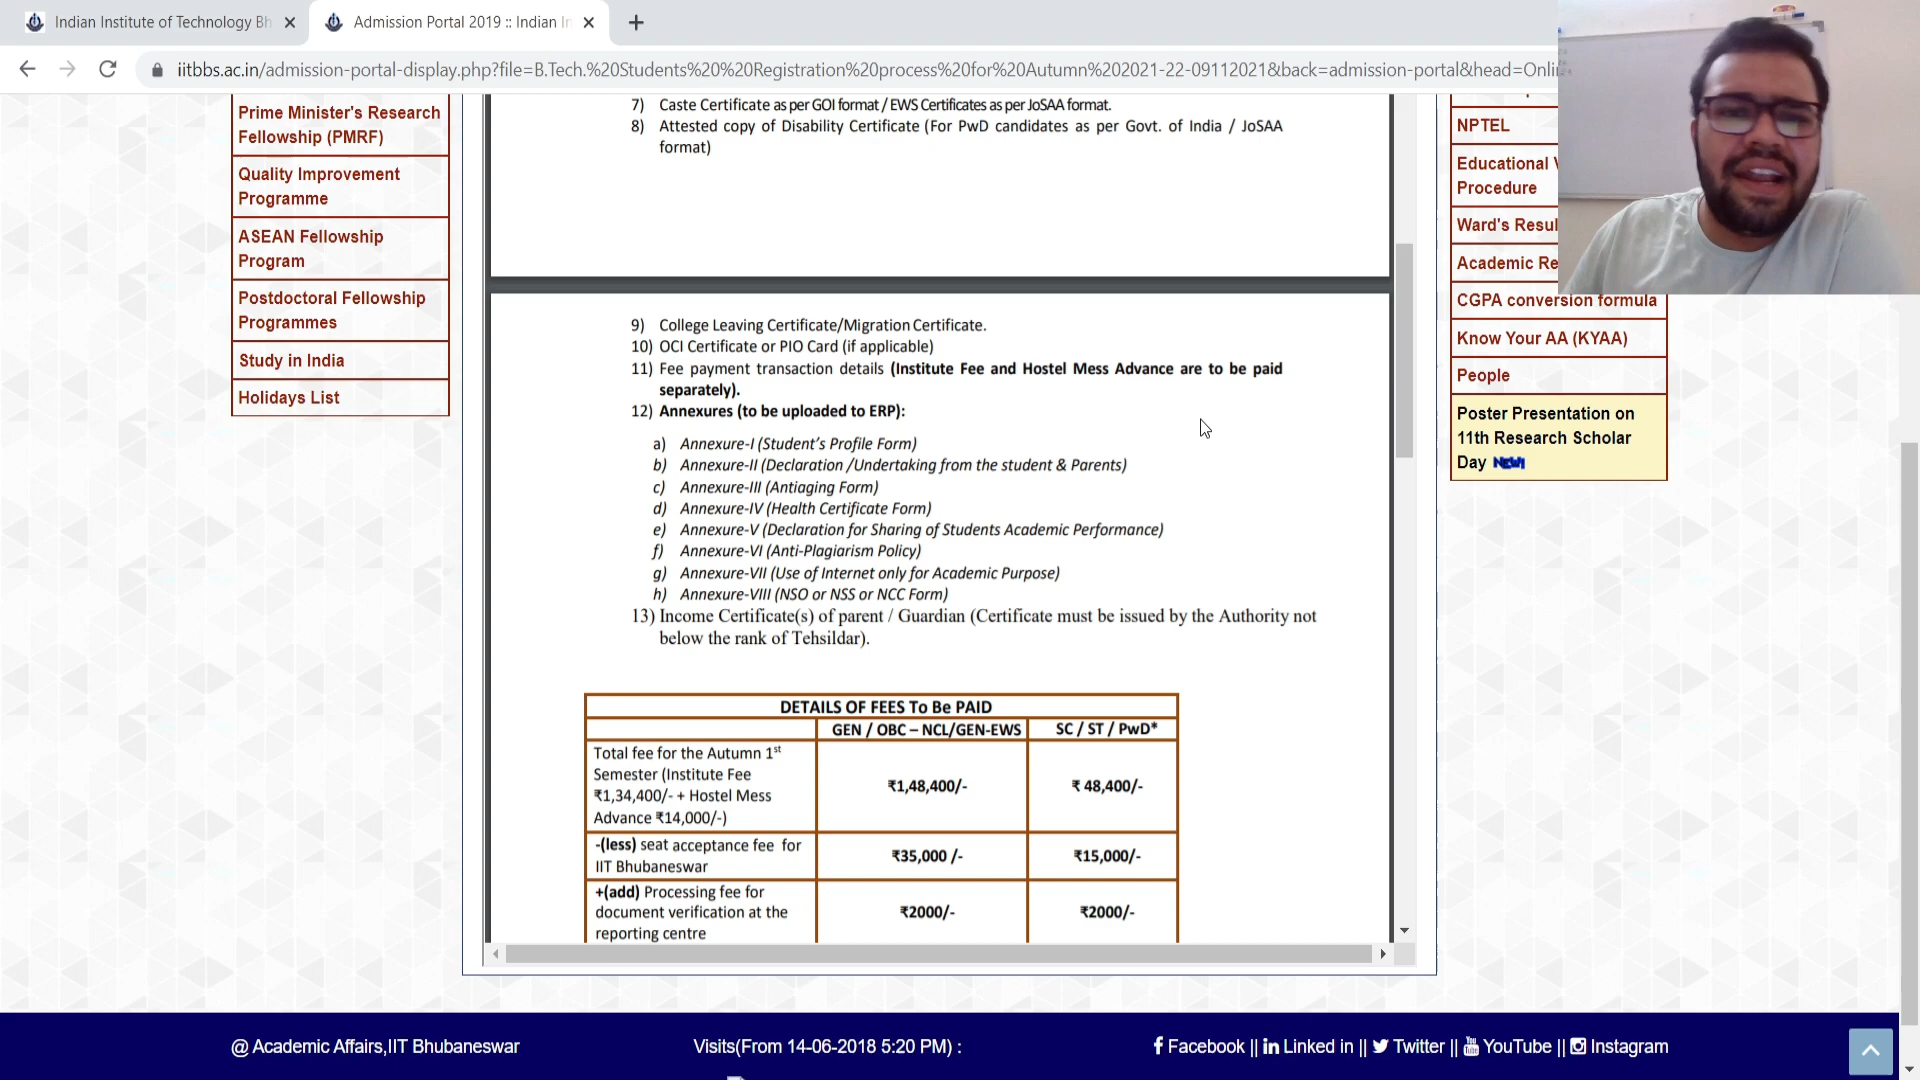 Indian Institute of Technology Bh
Admission Portal 2019 :: Indian In
iitbbs.ac.in/admission-portal-display.php?file=B.Tech.%20Students%20%20Registration%20process%20for%20Autumn%202021-22-09112021&back=admission-portal&head=Onli
Prime Minister's Research
Fellowship (PMRF)
Quality Improvement
Programme
ASEAN Fellowship
Program
Postdoctoral Fellowship
Programmes
Study in India
Holidays List
7) Caste Certificate as per GOI format / EWS Certificates as per JoSAA format.
8) Attested copy of Disability Certificate (For PwD candidates as per Govt. of India / JoSAA
format)
9) College Leaving Certificate/Migration Certificate.
10) OCI Certificate or PIO Card (if applicable)
11) Fee payment transaction details (Institute Fee and Hostel Mess Advance are to be paid
separately).
12) Annexures (to be uploaded to ERP):
a) Annexure-I (Student's Profile Form)
b) Annexure-II (Declaration /Undertaking from the student & Parents)
c) Annexure-III (Antiaging Form)
d) Annexure-IV (Health Certificate Form)
e) Annexure-V (Declaration for Sharing of Students Academic Performance)
f) Annexure-VI (Anti-Plagiarism Policy)
g) Annexure-VII (Use of Internet only for Academic Purpose)
h) Annexure-VIII (NSO or NSS or NCC Form)
13) Income Certificate(s) of parent / Guardian (Certificate must be issued by the Authority not
below the rank of Tehsildar).
DETAILS OF FEES To Be PAID
GEN / OBC – NCL/GEN-EWS SC / ST / PwD*
Total fee for the Autumn 1st
Semester (Institute Fee
₹1,34,400/- + Hostel Mess
Advance ₹14,000/-)
₹1,48,400/- ₹ 48,400/-
-(less) seat acceptance fee for
IIT Bhubaneswar
₹35,000 /- ₹15,000/-
+(add) Processing fee for
document verification at the
reporting centre
₹2000/- ₹2000/-
NPTEL
Educational V
Procedure
Ward's Resul
Academic Re
CGPA conversion formula
Know Your AA (KYAA)
People
Poster Presentation on
11th Research Scholar
Day NEW!
@ Academic Affairs,IIT Bhubaneswar
Visits(From 14-06-2018 5:20 PM) :
Facebook || Linked in || Twitter || YouTube || Instagram